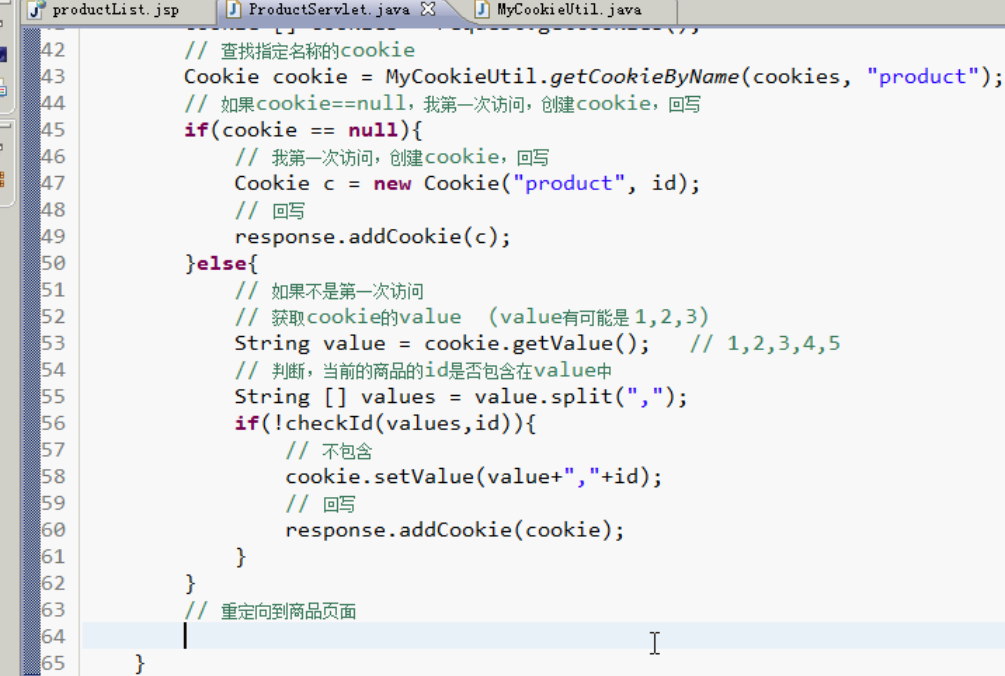 productList.jsp ProductServlet.java MyCookieUtil.java
42 // 查找指定名称的cookie
43 Cookie cookie = MyCookieUtil.getCookieByName(cookies, "product");
44 // 如果cookie==null，我第一次访问，创建cookie，回写
45 if(cookie == null){
46 // 我第一次访问，创建cookie，回写
47 Cookie c = new Cookie("product", id);
48 // 回写
49 response.addCookie(c);
50 }else{
51 // 如果不是第一次访问
52 // 获取cookie的value （value有可能是 1,2,3）
53 String value = cookie.getValue(); // 1,2,3,4,5
54 // 判断，当前的商品的id是否包含在value中
55 String [] values = value.split(",");
56 if(!checkId(values,id)){
57 // 不包含
58 cookie.setValue(value+","+id);
59 // 回写
60 response.addCookie(cookie);
61 }
62 }
63 // 重定向到商品页面
64
65 }